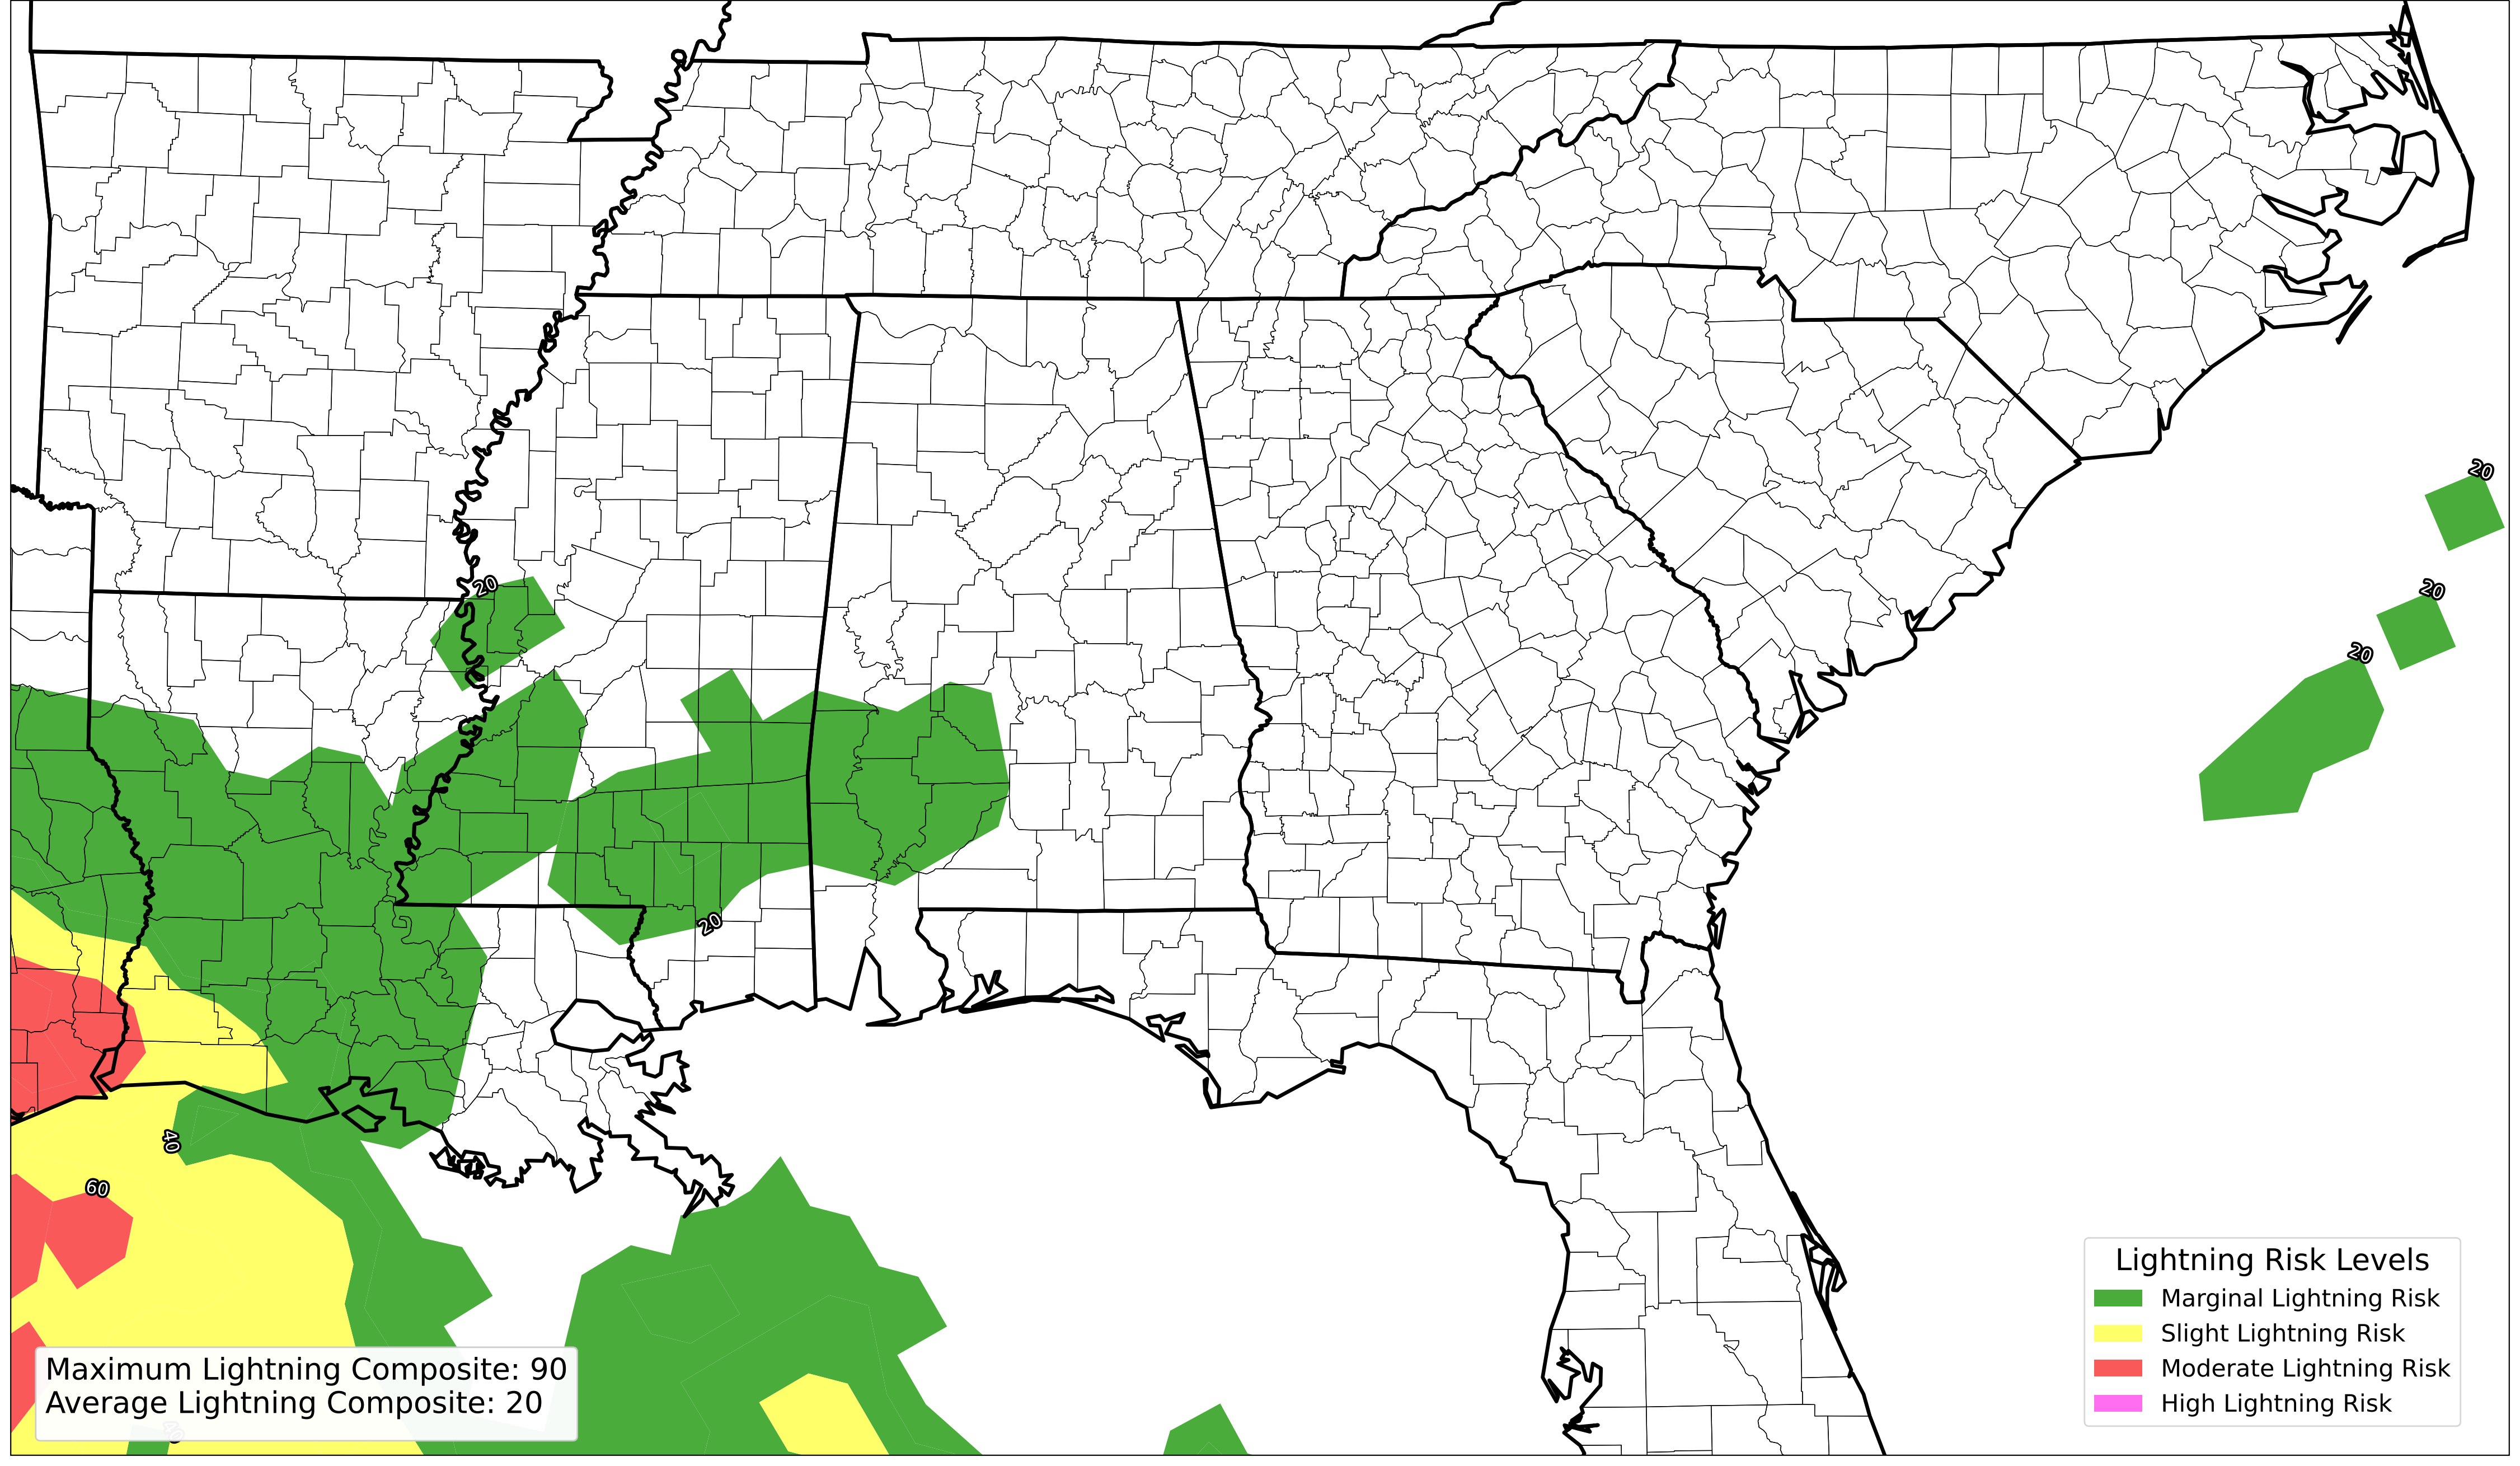 20
20
20
20
20
40
60
Lightning Risk Levels
Marginal Lightning Risk
Slight Lightning Risk
Moderate Lightning Risk
High Lightning Risk
Maximum Lightning Composite: 90
Average Lightning Composite: 20